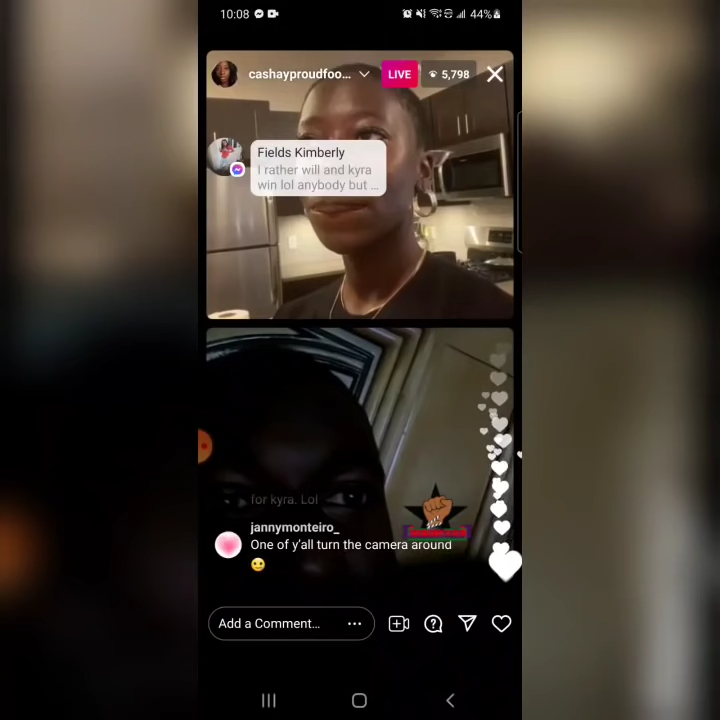 10:08
44%
cashayproudfoo...
LIVE
5,798
Fields Kimberly
I rather will and kyra
win lol anybody but ...
for kyra. Lol
jannymonteiro_
One of y'all turn the camera around
Add a Comment...